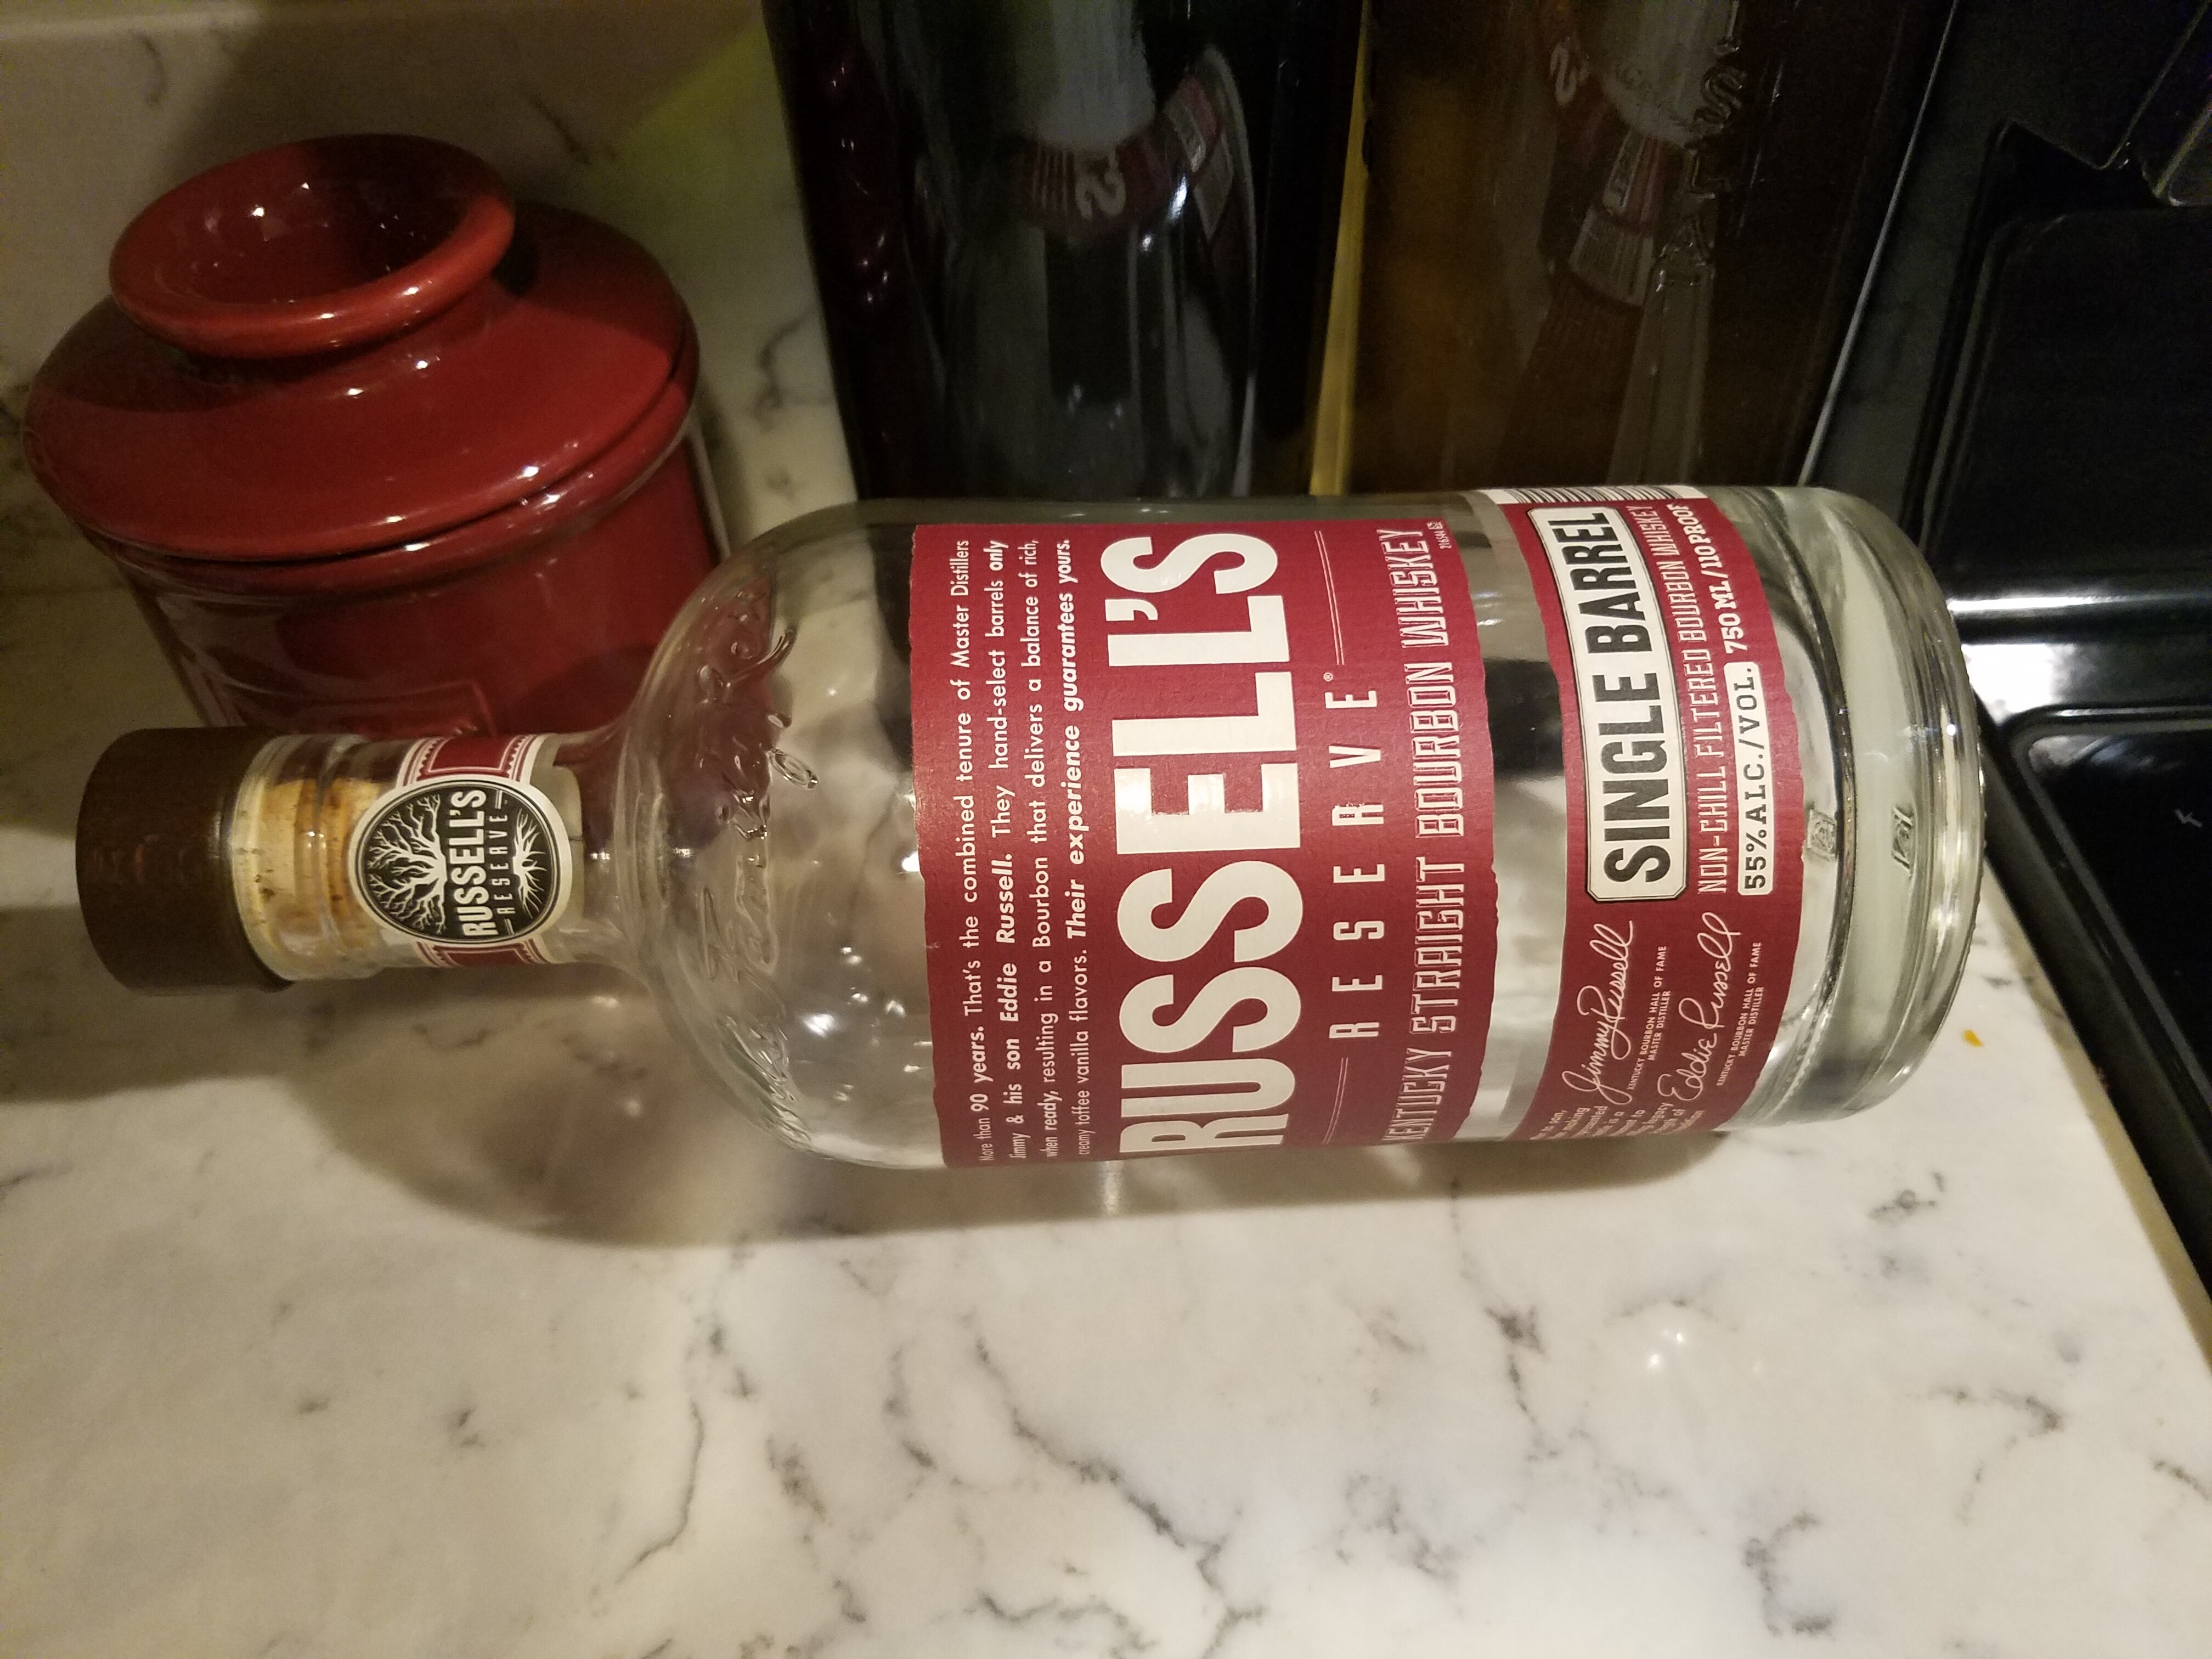 RUSSELL'S
RESERVE
More than 90 years. That's the combined tenure of Master Distillers
Jimmy & his son Eddie Russell. They hand-select barrels only
when ready, resulting in a Bourbon that delivers a balance of rich,
creamy toffee vanilla flavors. Their experience guarantees yours.
RUSSELL'S
RESERVE®
KENTUCKY STRAIGHT BOURBON WHISKEY
SINGLE BARREL
NON-CHILL FILTERED BOURBON WHISKEY
55%ALC./VOL. 750 ML/110 PROOF
Jimmy Russell
KENTUCKY BOURBON HALL OF FAME
MASTER DISTILLER
Eddie Russell
KENTUCKY BOURBON HALL OF FAME
MASTER DISTILLER